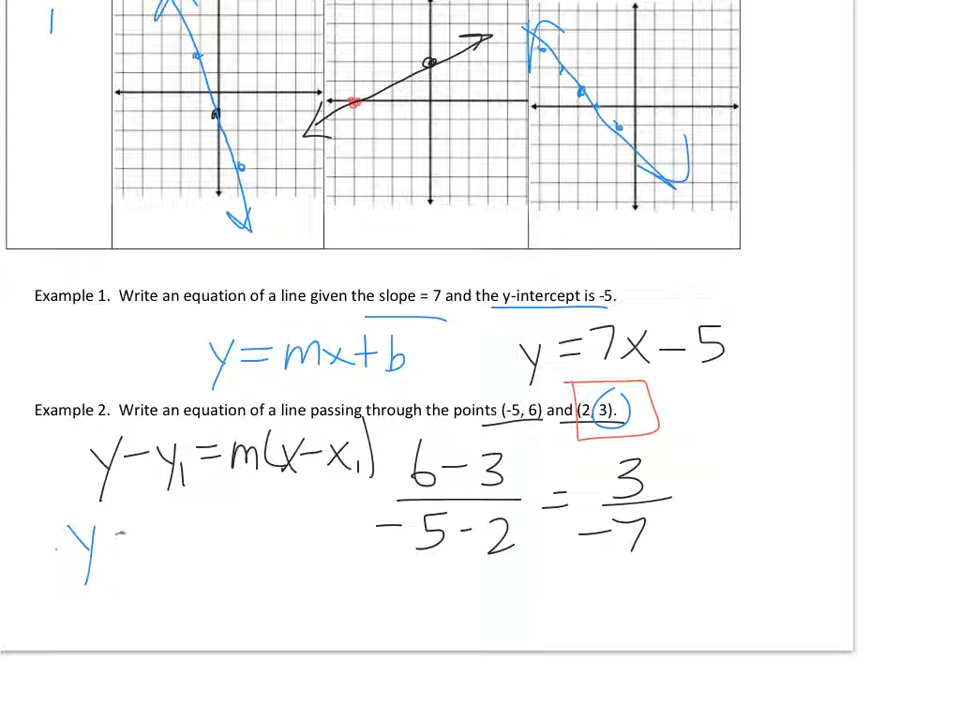 Example 1. Write an equation of a line given the slope = 7 and the y-intercept is -5.
y = mx + b    y = 7x - 5
Example 2. Write an equation of a line passing through the points (-5, 6) and (2, 3).
y - y₁ = m(x - x₁)    6 - 3 / -5 - 2 = 3 / -7
y -